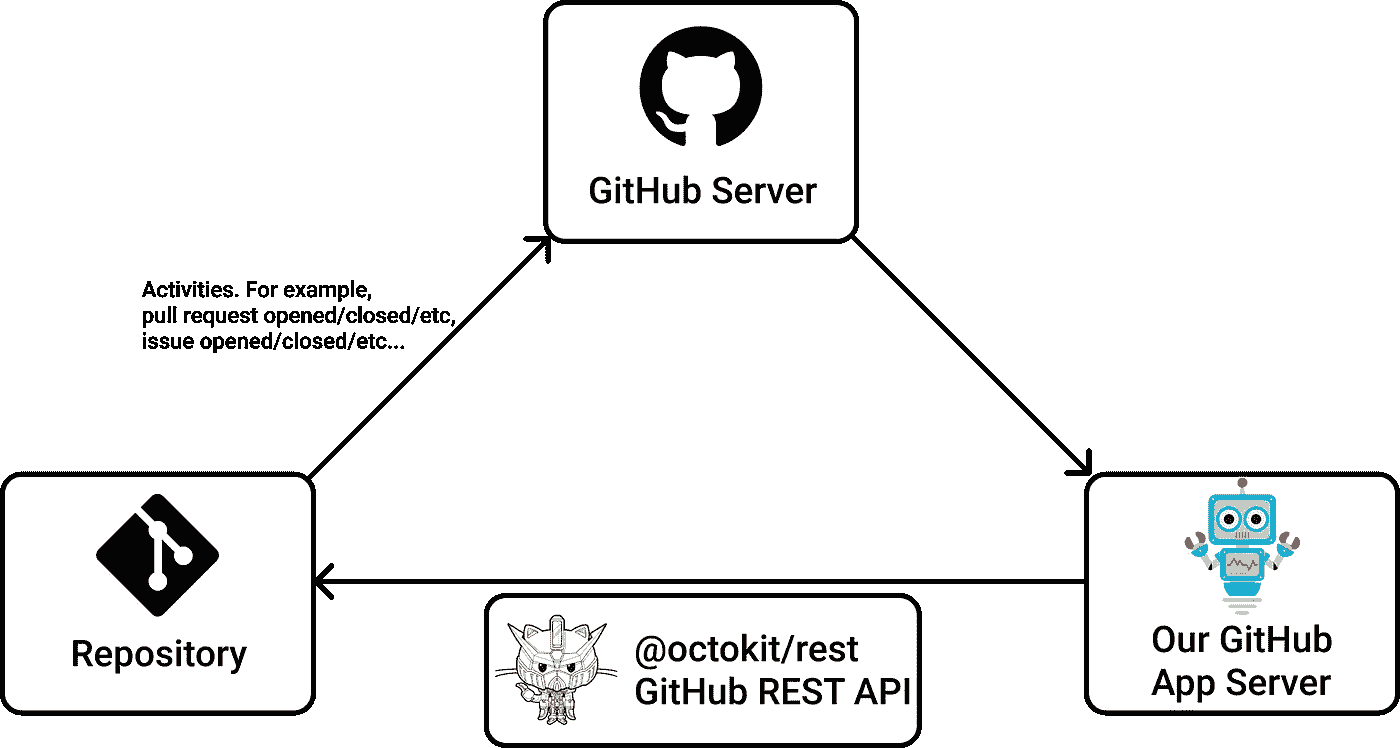 GitHub Server
Activities. For example,
pull request opened/closed/etc,
issue opened/closed/etc...
Repository
@octokit/rest
GitHub REST API
Our GitHub
App Server